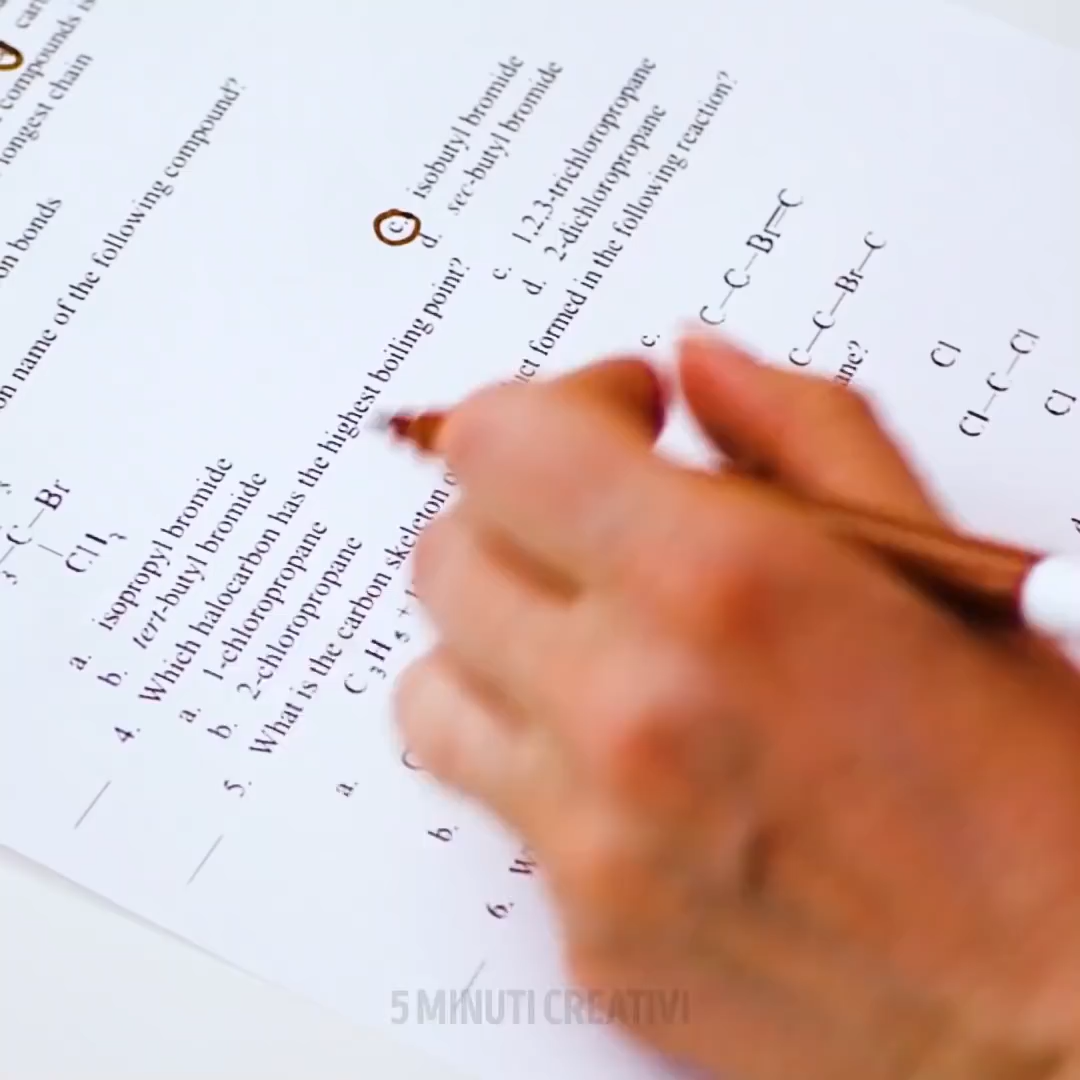 compounds is
longest chain
on bonds
on name of the following compound?
3
C—Br
CH3
a. isopropyl bromide
b. tert-butyl bromide
c. isobutyl bromide
d. sec-butyl bromide
4. Which halocarbon has the highest boiling point?
a. 1-chloropropane
b. 2-chloropropane
c. 1,2,3-trichloropropane
d. 2-dichloropropane
5. What is the carbon skeleton formed in the following reaction?
C3H5 +
a.
b.
c. C—C—Br=C
C—C—Br—C
6.
Cl
Cl—C—Cl
Cl
5 MINUTI CREATIVI